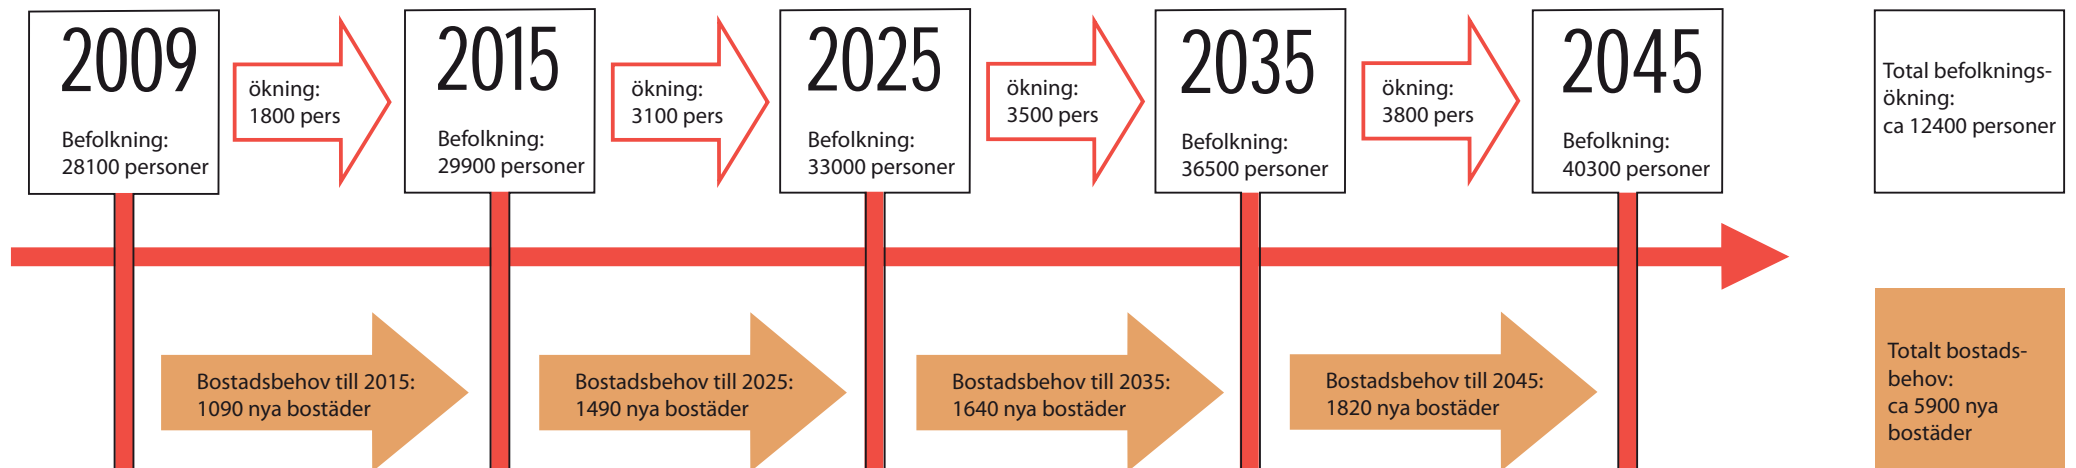 2009
Befolkning:
28100 personer
ökning:
1800 pers
2015
Befolkning:
29900 personer
ökning:
3100 pers
2025
Befolkning:
33000 personer
ökning:
3500 pers
2035
Befolkning:
36500 personer
ökning:
3800 pers
2045
Befolkning:
40300 personer
Total befolknings-
ökning:
ca 12400 personer
Bostadsbehov till 2015:
1090 nya bostäder
Bostadsbehov till 2025:
1490 nya bostäder
Bostadsbehov till 2035:
1640 nya bostäder
Bostadsbehov till 2045:
1820 nya bostäder
Totalt bostads-
behov:
ca 5900 nya
bostäder